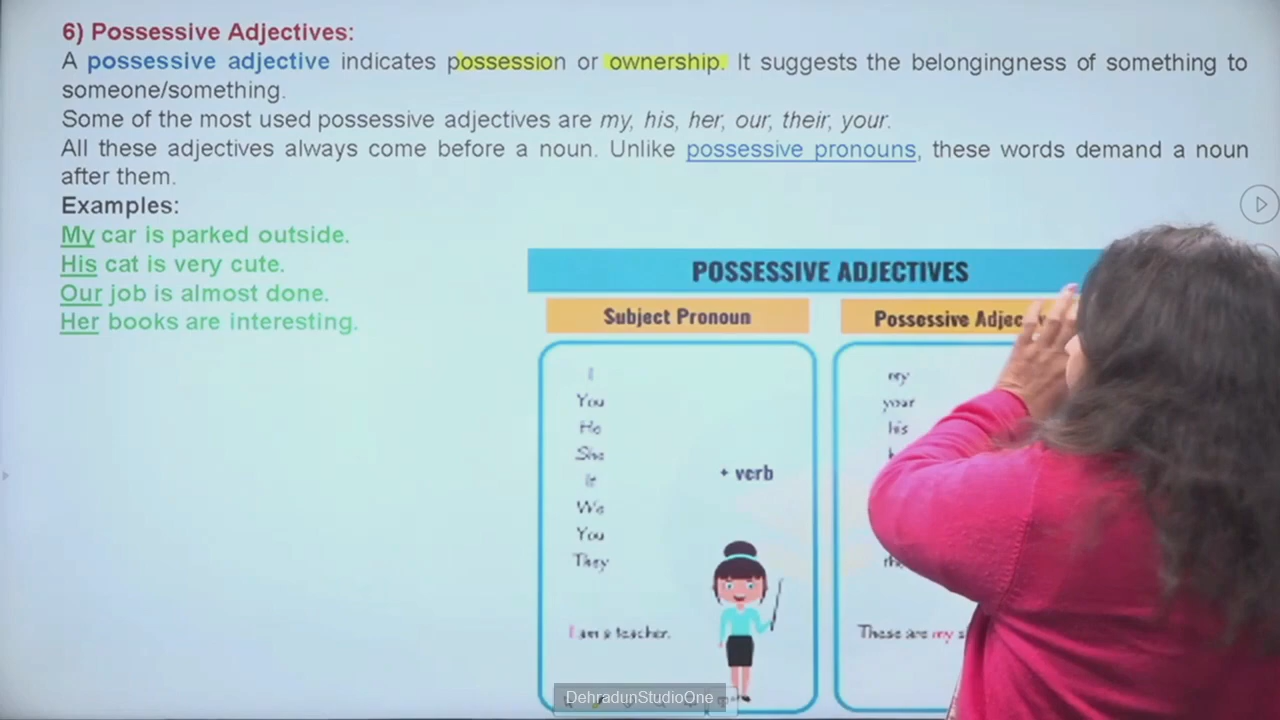 6) Possessive Adjectives:
A possessive adjective indicates possession or ownership. It suggests the belongingness of something to
someone/something.
Some of the most used possessive adjectives are my, his, her, our, their, your.
All these adjectives always come before a noun. Unlike possessive pronouns, these words demand a noun
after them.
Examples:
My car is parked outside.
His cat is very cute.
Our job is almost done.
Her books are interesting.
POSSESSIVE ADJECTIVES
Subject Pronoun
Possessive
I
You
He
She
It
We
You
They
+ verb
I am a teacher.
my
your
his
These are my
DehradunStudioOne